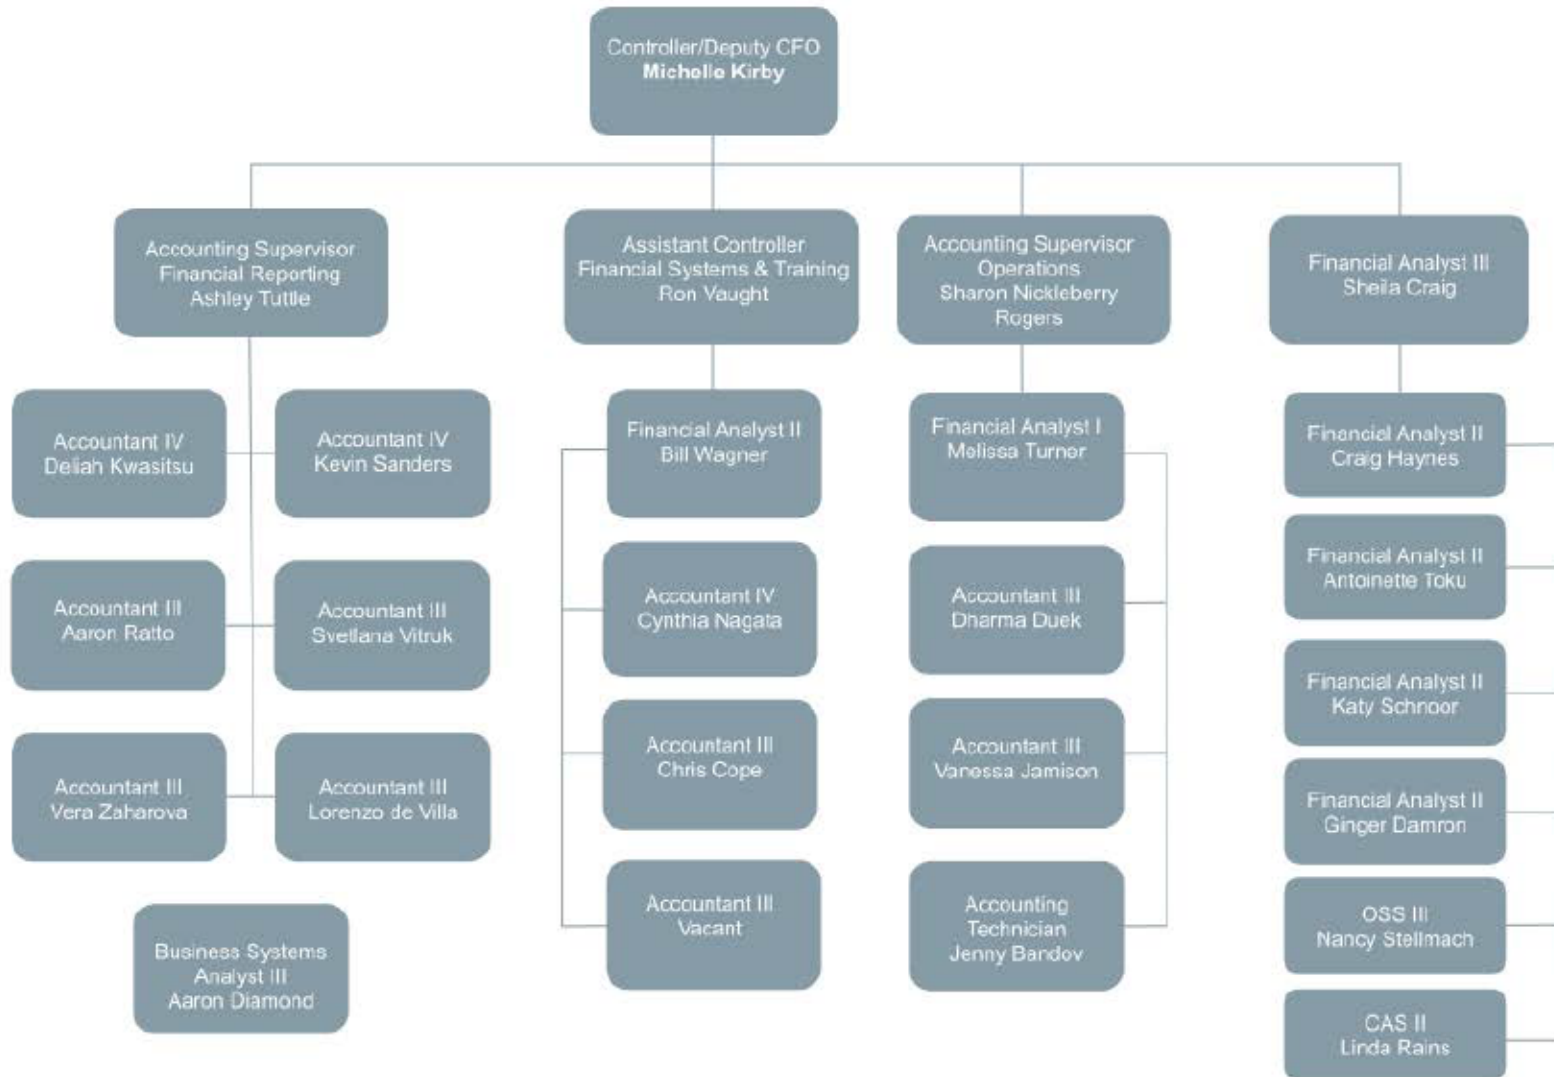 Controller/Deputy CFO
Michelle Kirby
Accounting Supervisor
Financial Reporting
Ashley Tuttle
Assistant Controller
Financial Systems & Training
Ron Vaught
Accounting Supervisor
Operations
Sharon Nickleberry
Rogers
Financial Analyst III
Sheila Craig
Accountant IV
Deliah Kwasitsu
Accountant IV
Kevin Sanders
Accountant III
Aaron Ratto
Accountant III
Svetlana Vitruk
Accountant III
Vera Zaharova
Accountant III
Lorenzo de Villa
Business Systems
Analyst III
Aaron Diamond
Financial Analyst II
Bill Wagner
Accountant IV
Cynthia Nagata
Accountant III
Chris Cope
Accountant III
Vacant
Financial Analyst I
Melissa Turner
Accountant III
Dharma Duek
Accountant III
Vanessa Jamison
Accounting
Technician
Jenny Bandov
Financial Analyst II
Craig Haynes
Financial Analyst II
Antoinette Toku
Financial Analyst II
Katy Schnoor
Financial Analyst II
Ginger Damron
OSS III
Nancy Stellmach
CAS II
Linda Rains